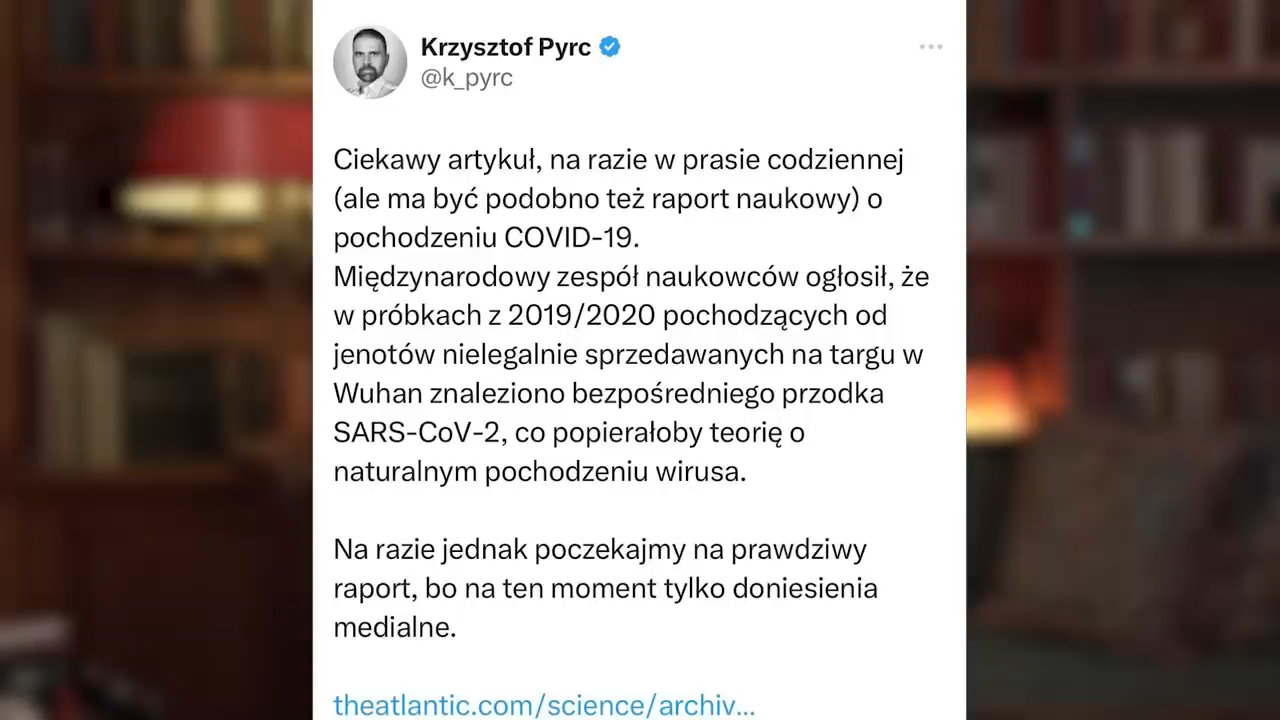 Krzysztof Pyrc
@k_pyrc
Ciekawy artykuł, na razie w prasie codziennej
(ale ma być podobno też raport naukowy) o
pochodzeniu COVID-19.
Międzynarodowy zespół naukowców ogłosił, że
w próbkach z 2019/2020 pochodzących od
jenotów nielegalnie sprzedawanych na targu w
Wuhan znaleziono bezpośredniego przodka
SARS-CoV-2, co popierałoby teorię o
naturalnym pochodzeniu wirusa.
Na razie jednak poczekajmy na prawdziwy
raport, bo na ten moment tylko doniesienia
medialne.
theatlantic.com/science/archiv...